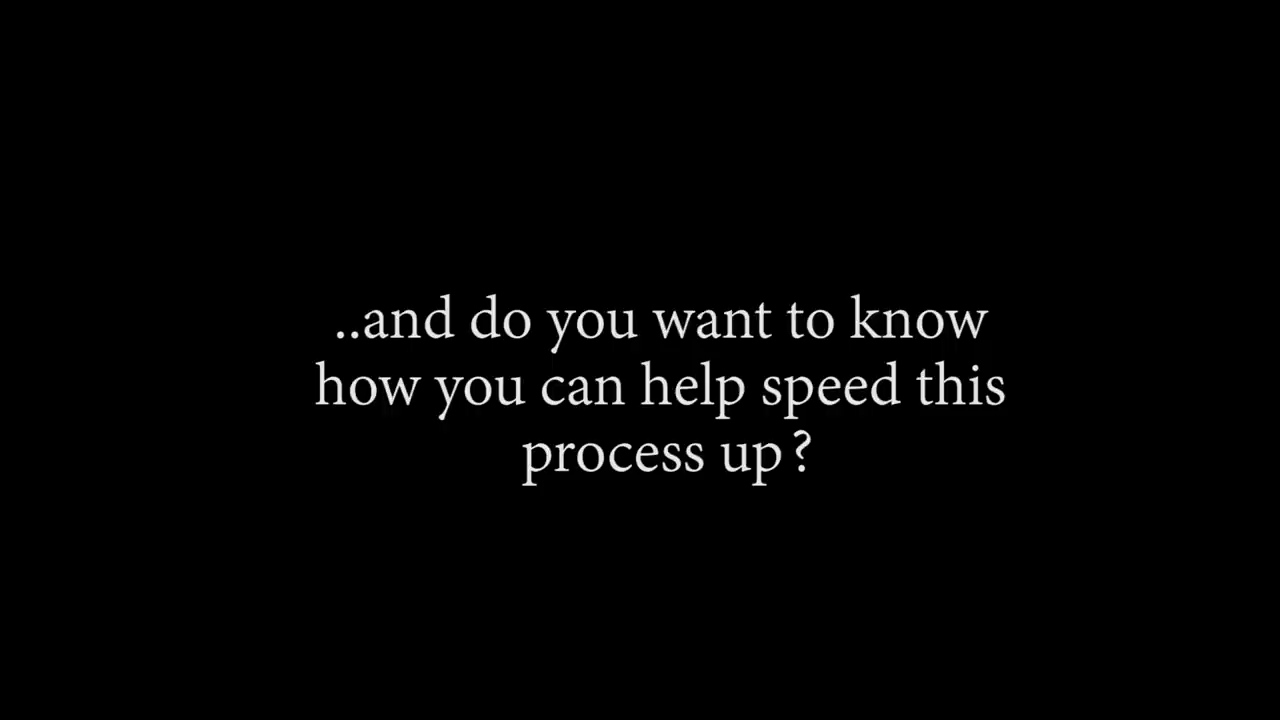 ..and do you want to know
how you can help speed this
process up?